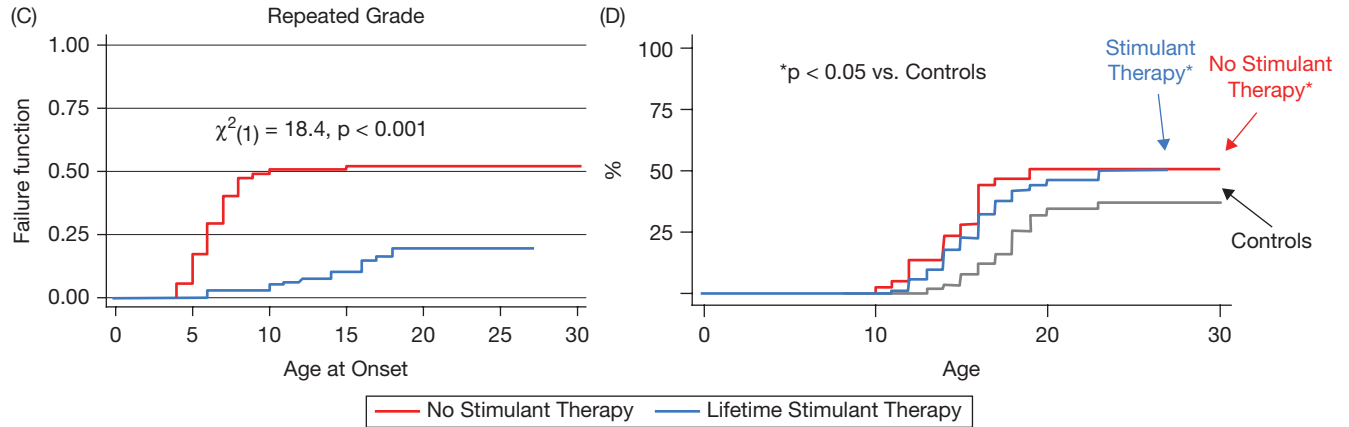 (C)
Repeated Grade
1.00
0.75
0.50
0.25
0.00
Failure function
χ²(1) = 18.4, p < 0.001
0 5 10 15 20 25 30
Age at Onset
(D)
100
75
50
25
%
*p < 0.05 vs. Controls
Stimulant
Therapy*
No Stimulant
Therapy*
Controls
0 10 20 30
Age
No Stimulant Therapy Lifetime Stimulant Therapy